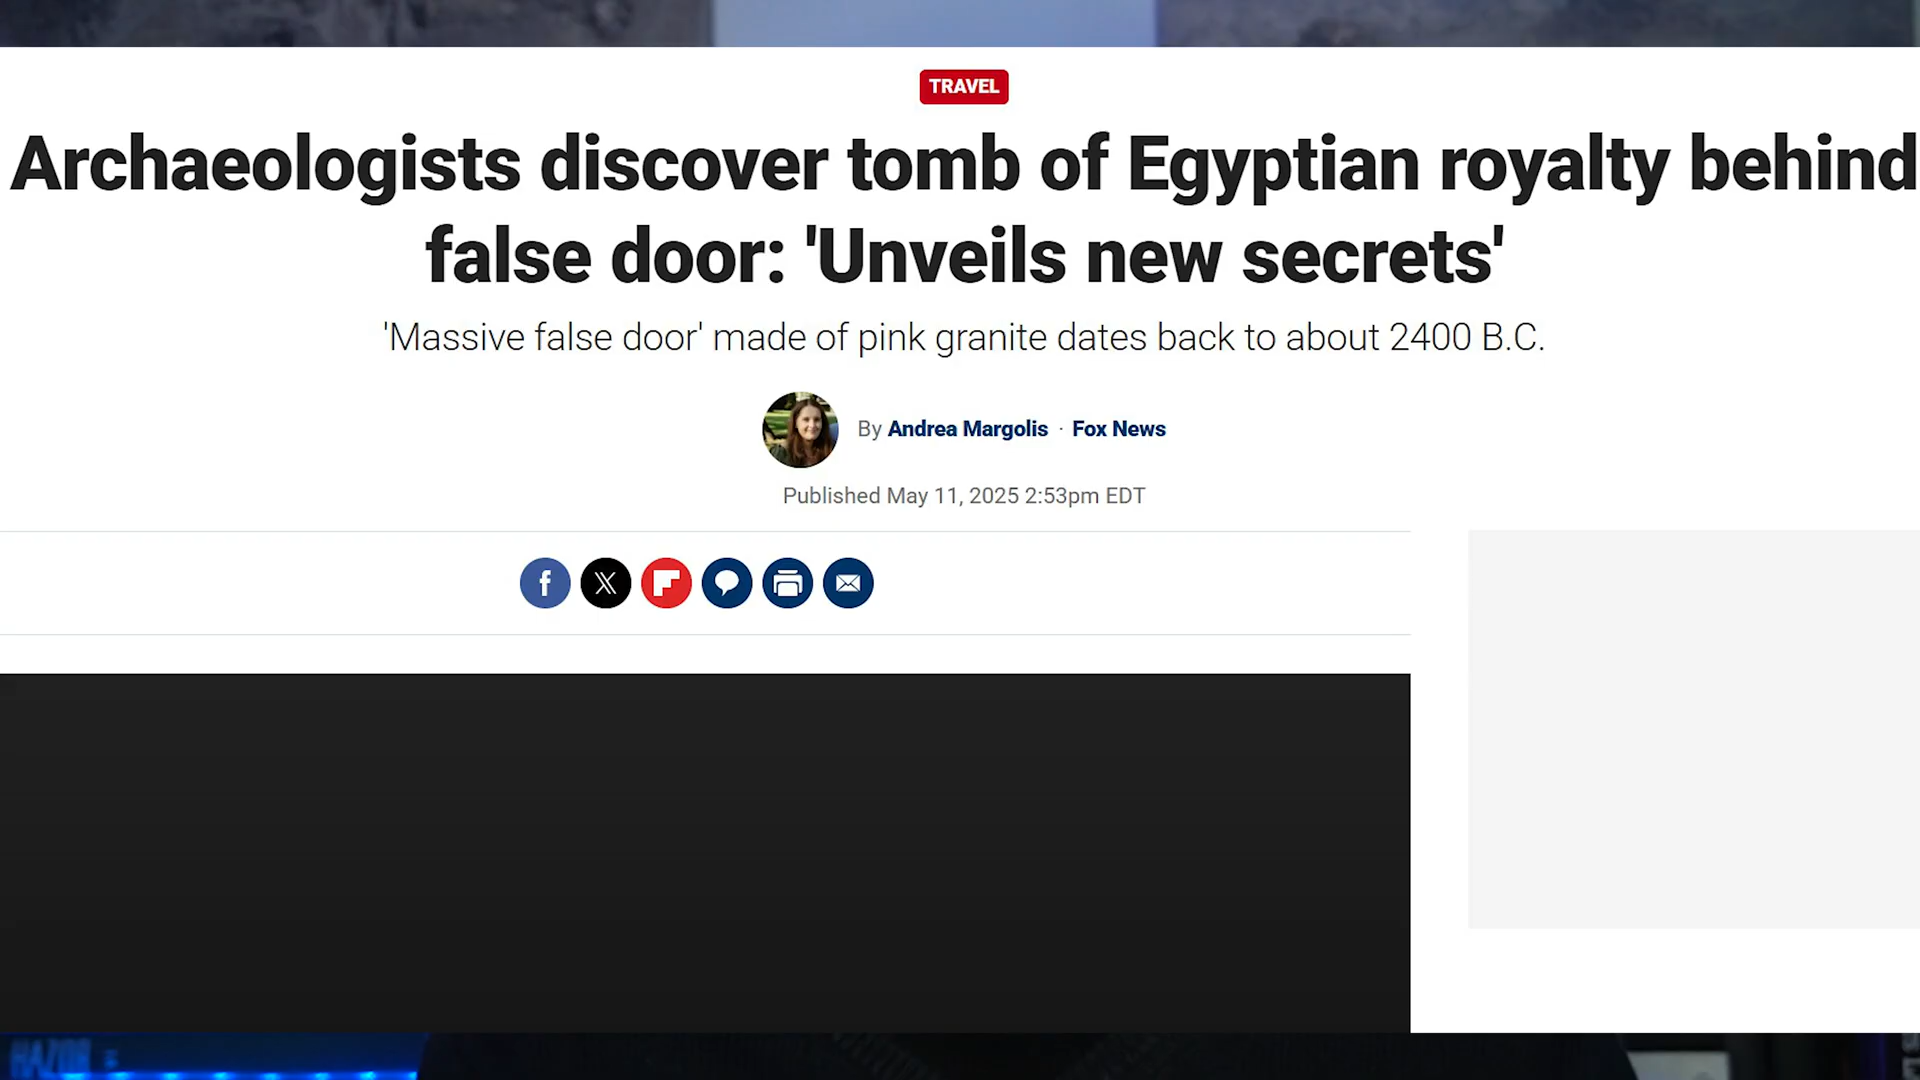 TRAVEL
Archaeologists discover tomb of Egyptian royalty behind
false door: 'Unveils new secrets'
'Massive false door' made of pink granite dates back to about 2400 B.C.
By Andrea Margolis · Fox News
Published May 11, 2025 2:53pm EDT
HAZOR